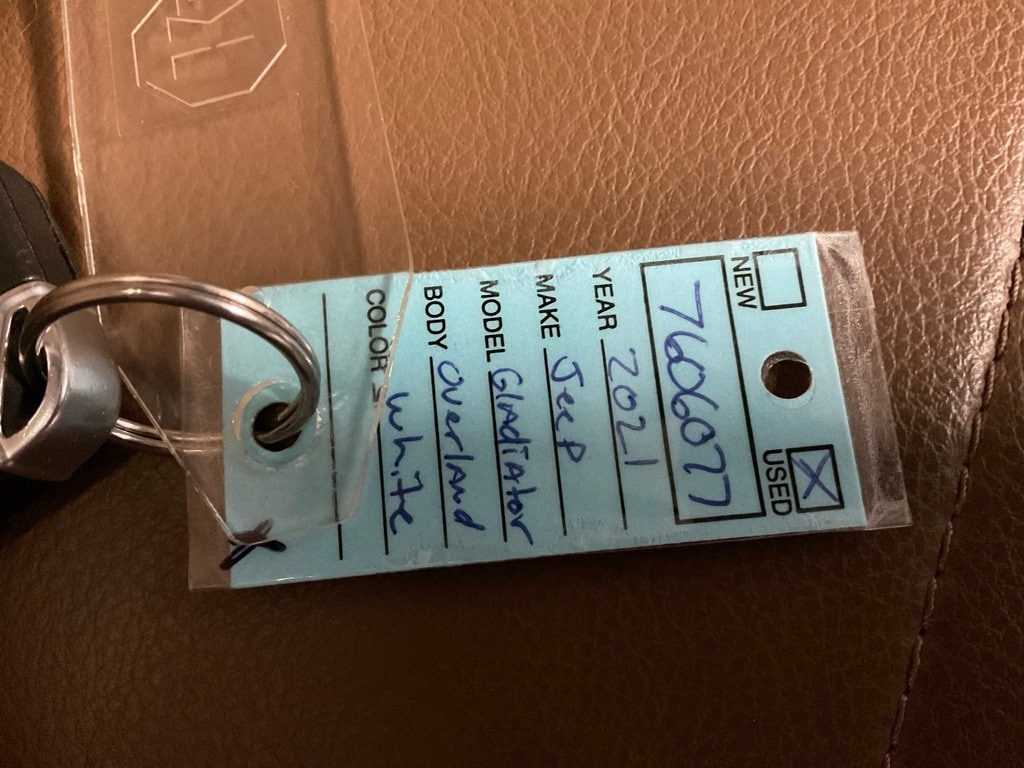 NEW USED X
7606077
YEAR 2021
MAKE Jeep
MODEL Gladiator
BODY Overland
COLOR White
X